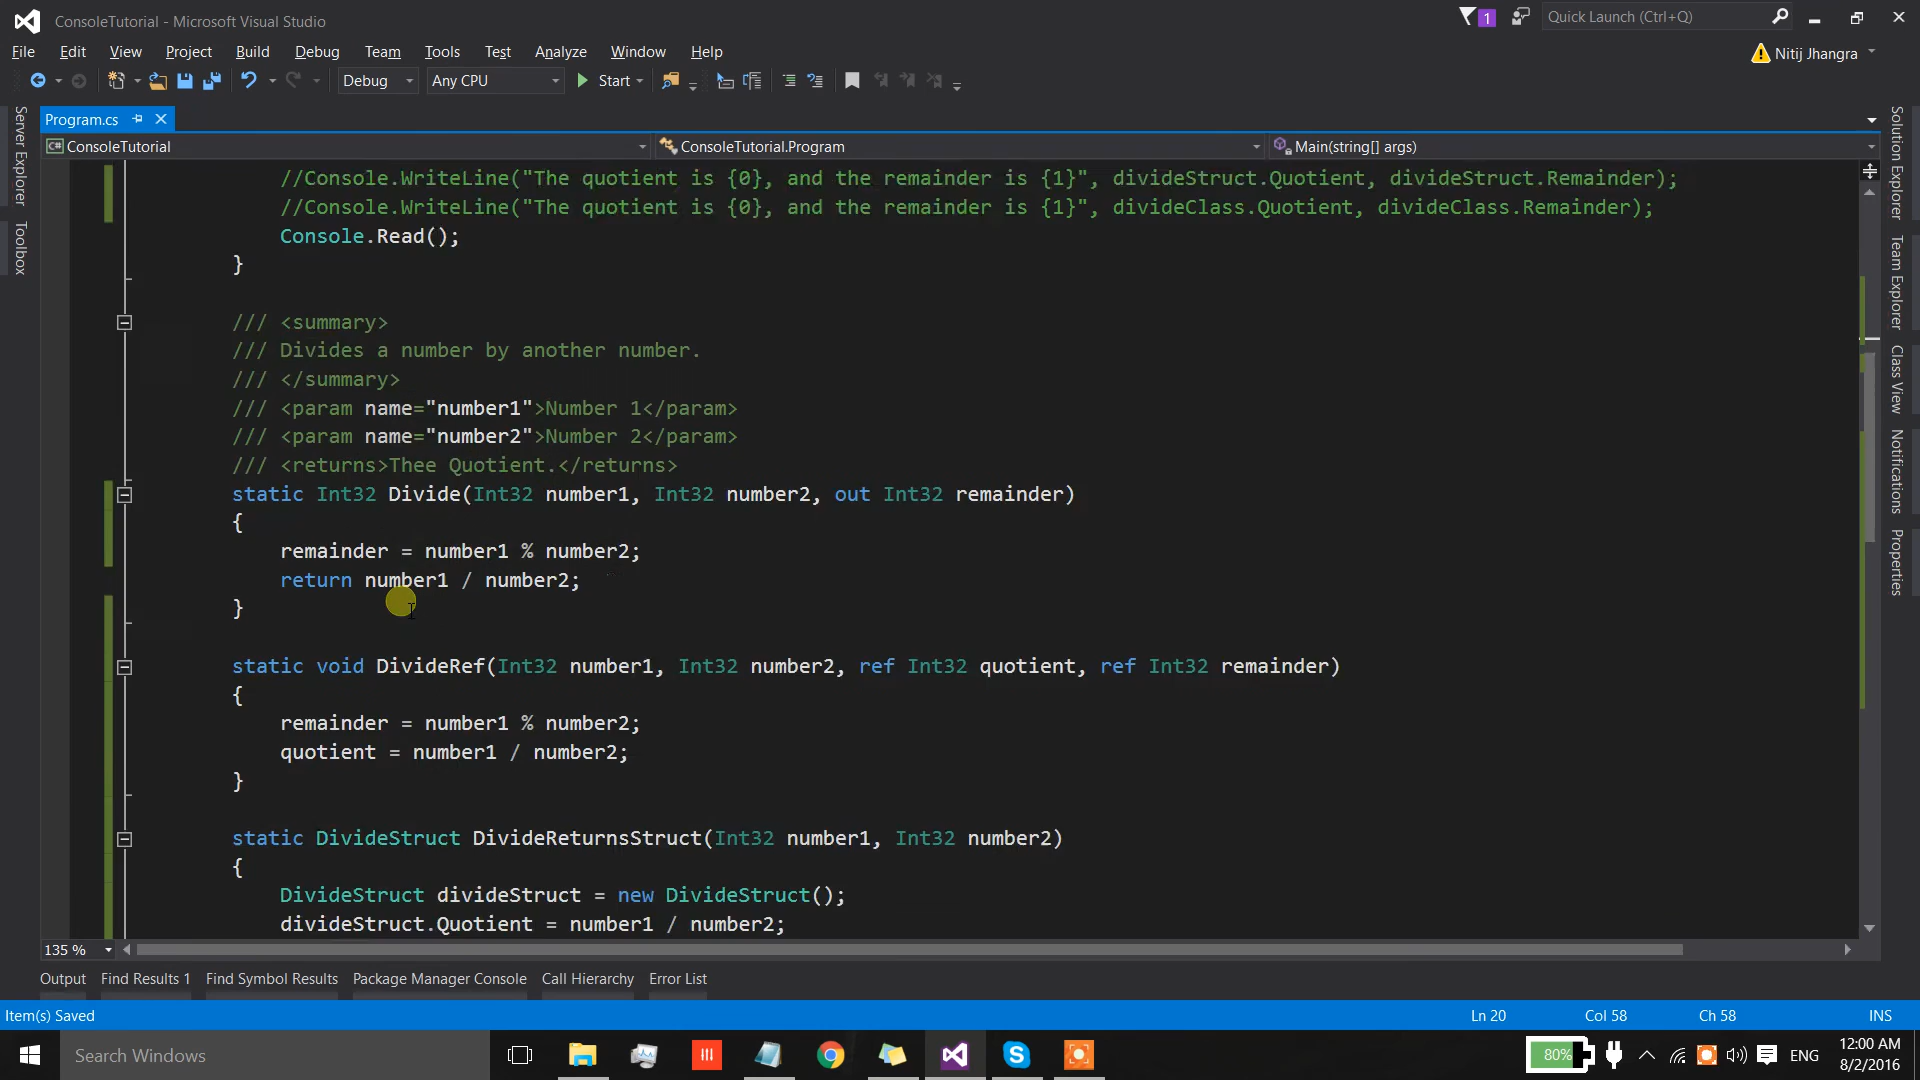 ConsoleTutorial - Microsoft Visual Studio
1
Quick Launch (Ctrl+Q)
File Edit View Project Build Debug Team Tools Test Analyze Window Help
Nitij Jhangra
Debug Any CPU Start
Program.cs
ConsoleTutorial ConsoleTutorial.Program Main(string[] args)
Server Explorer
Toolbox
//Console.WriteLine("The quotient is {0}, and the remainder is {1}", divideStruct.Quotient, divideStruct.Remainder);
//Console.WriteLine("The quotient is {0}, and the remainder is {1}", divideClass.Quotient, divideClass.Remainder);
Console.Read();
}
/// <summary>
/// Divides a number by another number.
/// </summary>
/// <param name="number1">Number 1</param>
/// <param name="number2">Number 2</param>
/// <returns>Thee Quotient.</returns>
static Int32 Divide(Int32 number1, Int32 number2, out Int32 remainder)
{
remainder = number1 % number2;
return number1 / number2;
}
static void DivideRef(Int32 number1, Int32 number2, ref Int32 quotient, ref Int32 remainder)
{
remainder = number1 % number2;
quotient = number1 / number2;
}
static DivideStruct DivideReturnsStruct(Int32 number1, Int32 number2)
{
DivideStruct divideStruct = new DivideStruct();
divideStruct.Quotient = number1 / number2;
Solution Explorer
Team Explorer
Class View
Notifications
Properties
135 %
Output Find Results 1 Find Symbol Results Package Manager Console Call Hierarchy Error List
Item(s) Saved Ln 20 Col 58 Ch 58 INS
Search Windows
80%
ENG
12:00 AM
8/2/2016